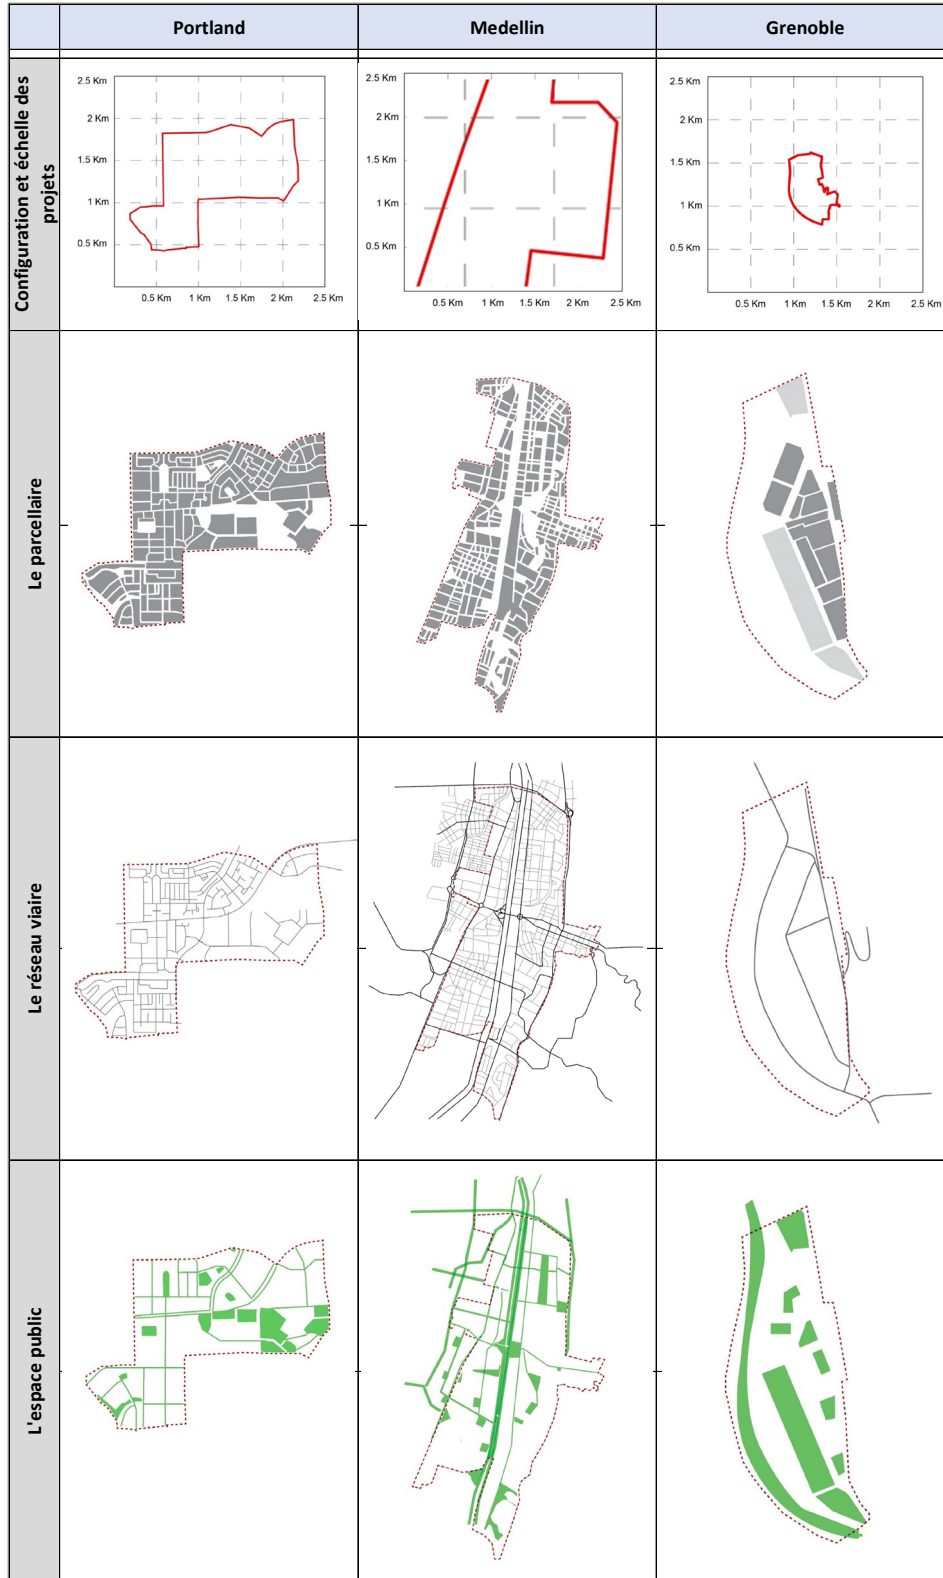 Portland
Medellin
Grenoble
Configuration et échelle des
projets
2.5 Km
2 Km
1.5 Km
1 Km
0.5 Km
0.5 Km
1 Km
1.5 Km
2 Km
2.5 Km
2.5 Km
2 Km
1.5 Km
1 Km
0.5 Km
0.5 Km
1 Km
1.5 Km
2 Km
2.5 Km
2.5 Km
2 Km
1.5 Km
1 Km
0.5 Km
0.5 Km
1 Km
1.5 Km
2 Km
2.5 Km
Le parcellaire
Le réseau viaire
L'espace public